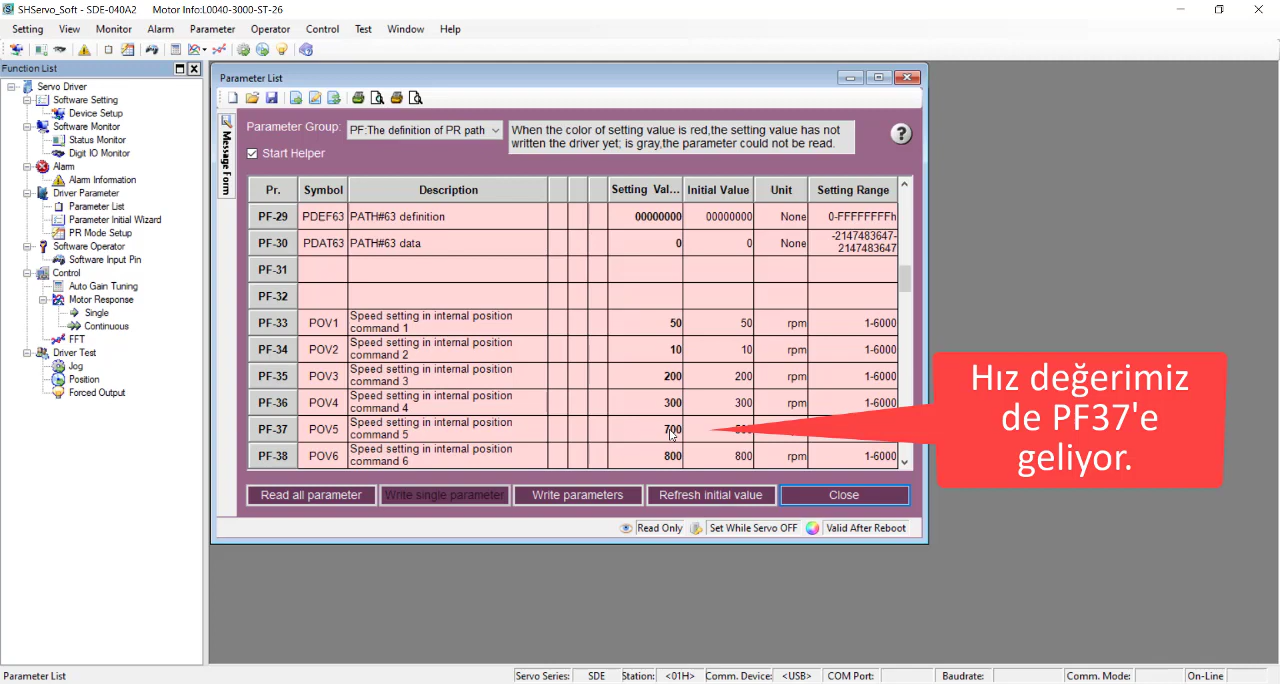 SHServo_Soft - SDE-040A2 Motor Info:L0040-3000-ST-26
Setting View Monitor Alarm Parameter Operator Control Test Window Help
Function List
Servo Driver
Software Setting
Device Setup
Software Monitor
Status Monitor
Digit IO Monitor
Alarm
Alarm Information
Driver Parameter
Parameter List
Parameter Initial Wizard
PR Mode Setup
Software Operator
Software Input Pin
Control
Auto Gain Tuning
Motor Response
Single
Continuous
FFT
Driver Test
Jog
Position
Forced Output
Parameter List
Message Form
Parameter Group: PF:The definition of PR path
When the color of setting value is red,the setting value has not
written the driver yet; is gray,the parameter could not be read.
?
Start Helper
Pr. Symbol Description Setting Val... Initial Value Unit Setting Range
PF-29 PDEF63 PATH#63 definition 00000000 00000000 None 0-FFFFFFFFh
PF-30 PDAT63 PATH#63 data 0 0 None -2147483647-
2147483647
PF-31
PF-32
PF-33 POV1 Speed setting in internal position
command 1 50 50 rpm 1-6000
PF-34 POV2 Speed setting in internal position
command 2 10 10 rpm 1-6000
PF-35 POV3 Speed setting in internal position
command 3 200 200 rpm 1-6000
PF-36 POV4 Speed setting in internal position
command 4 300 300 rpm 1-6000
PF-37 POV5 Speed setting in internal position
command 5 700
PF-38 POV6 Speed setting in internal position
command 6 800 800 rpm 1-6000
Hız değerimiz
de PF37'e
geliyor.
Read all parameter Write single parameter Write parameters Refresh initial value Close
Read Only Set While Servo OFF Valid After Reboot
Parameter List Servo Series: SDE Station: <01H> Comm. Device: <USB> COM Port: Baudrate: Comm. Mode: On-Line